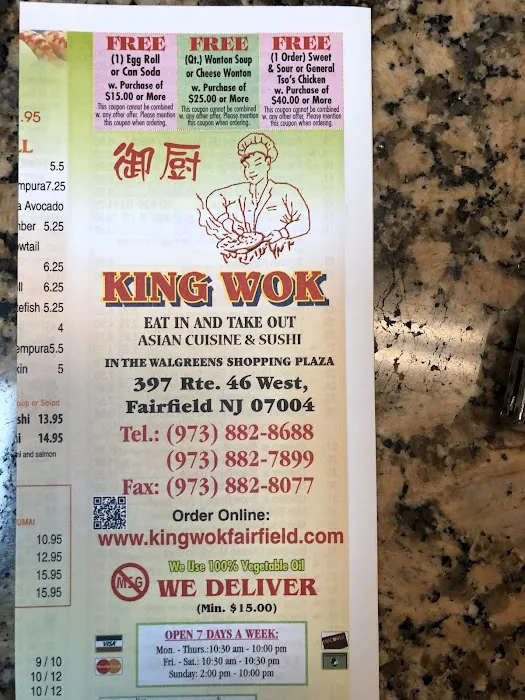 FREE
(1) Egg Roll
or Can Soda
w. Purchase of
$15.00 or More
This coupon cannot be combined
w. any other offer. Please mention
this coupon when ordering.
FREE
(Qt.) Wonton Soup
or Cheese Wonton
w. Purchase of
$25.00 or More
This coupon cannot be combined
w. any other offer. Please mention
this coupon when ordering.
FREE
(1 Order) Sweet
& Sour or General
Tso's Chicken
w. Purchase of
$40.00 or More
This coupon cannot be combined
w. any other offer. Please mention
this coupon when ordering.
御厨
KING WOK
EAT IN AND TAKE OUT
ASIAN CUISINE & SUSHI
IN THE WALGREENS SHOPPING PLAZA
397 Rte. 46 West,
Fairfield NJ 07004
Tel.: (973) 882-8688
(973) 882-7899
Fax: (973) 882-8077
Order Online:
www.kingwokfairfield.com
We Use 100% Vegetable Oil
MSG
WE DELIVER
(Min. $15.00)
OPEN 7 DAYS A WEEK:
Mon. - Thurs.:10:30 am - 10:00 pm
Fri. - Sat.: 10:30 am - 10:30 pm
Sunday: 2:00 pm - 10:00 pm
VISA
MasterCard
.95
L
5.5
mpura7.25
a Avocado
5.25
6.25
6.25
5.25
4
empura5.5
5
oup or Salad
shi 13.95
14.95
and salmon
UMAI
10.95
12.95
15.95
15.95
9 / 10
10 / 12
10 / 12